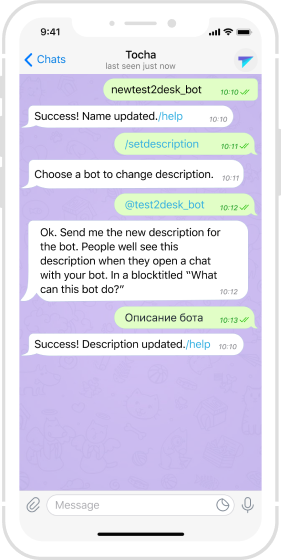 9:41
Chats
Tocha
last seen just now
newtest2desk_bot 10:10
Success! Name updated./help 10:10
/setdescription 10:11
Choose a bot to change description. 10:11
@test2desk_bot 10:12
Ok. Send me the new description for
the bot. People well see this
description when they open a chat
with your bot. In a blocktitled “What
can this bot do?” 10:12
Описание бота 10:13
Success! Description updated./help 10:10
Message